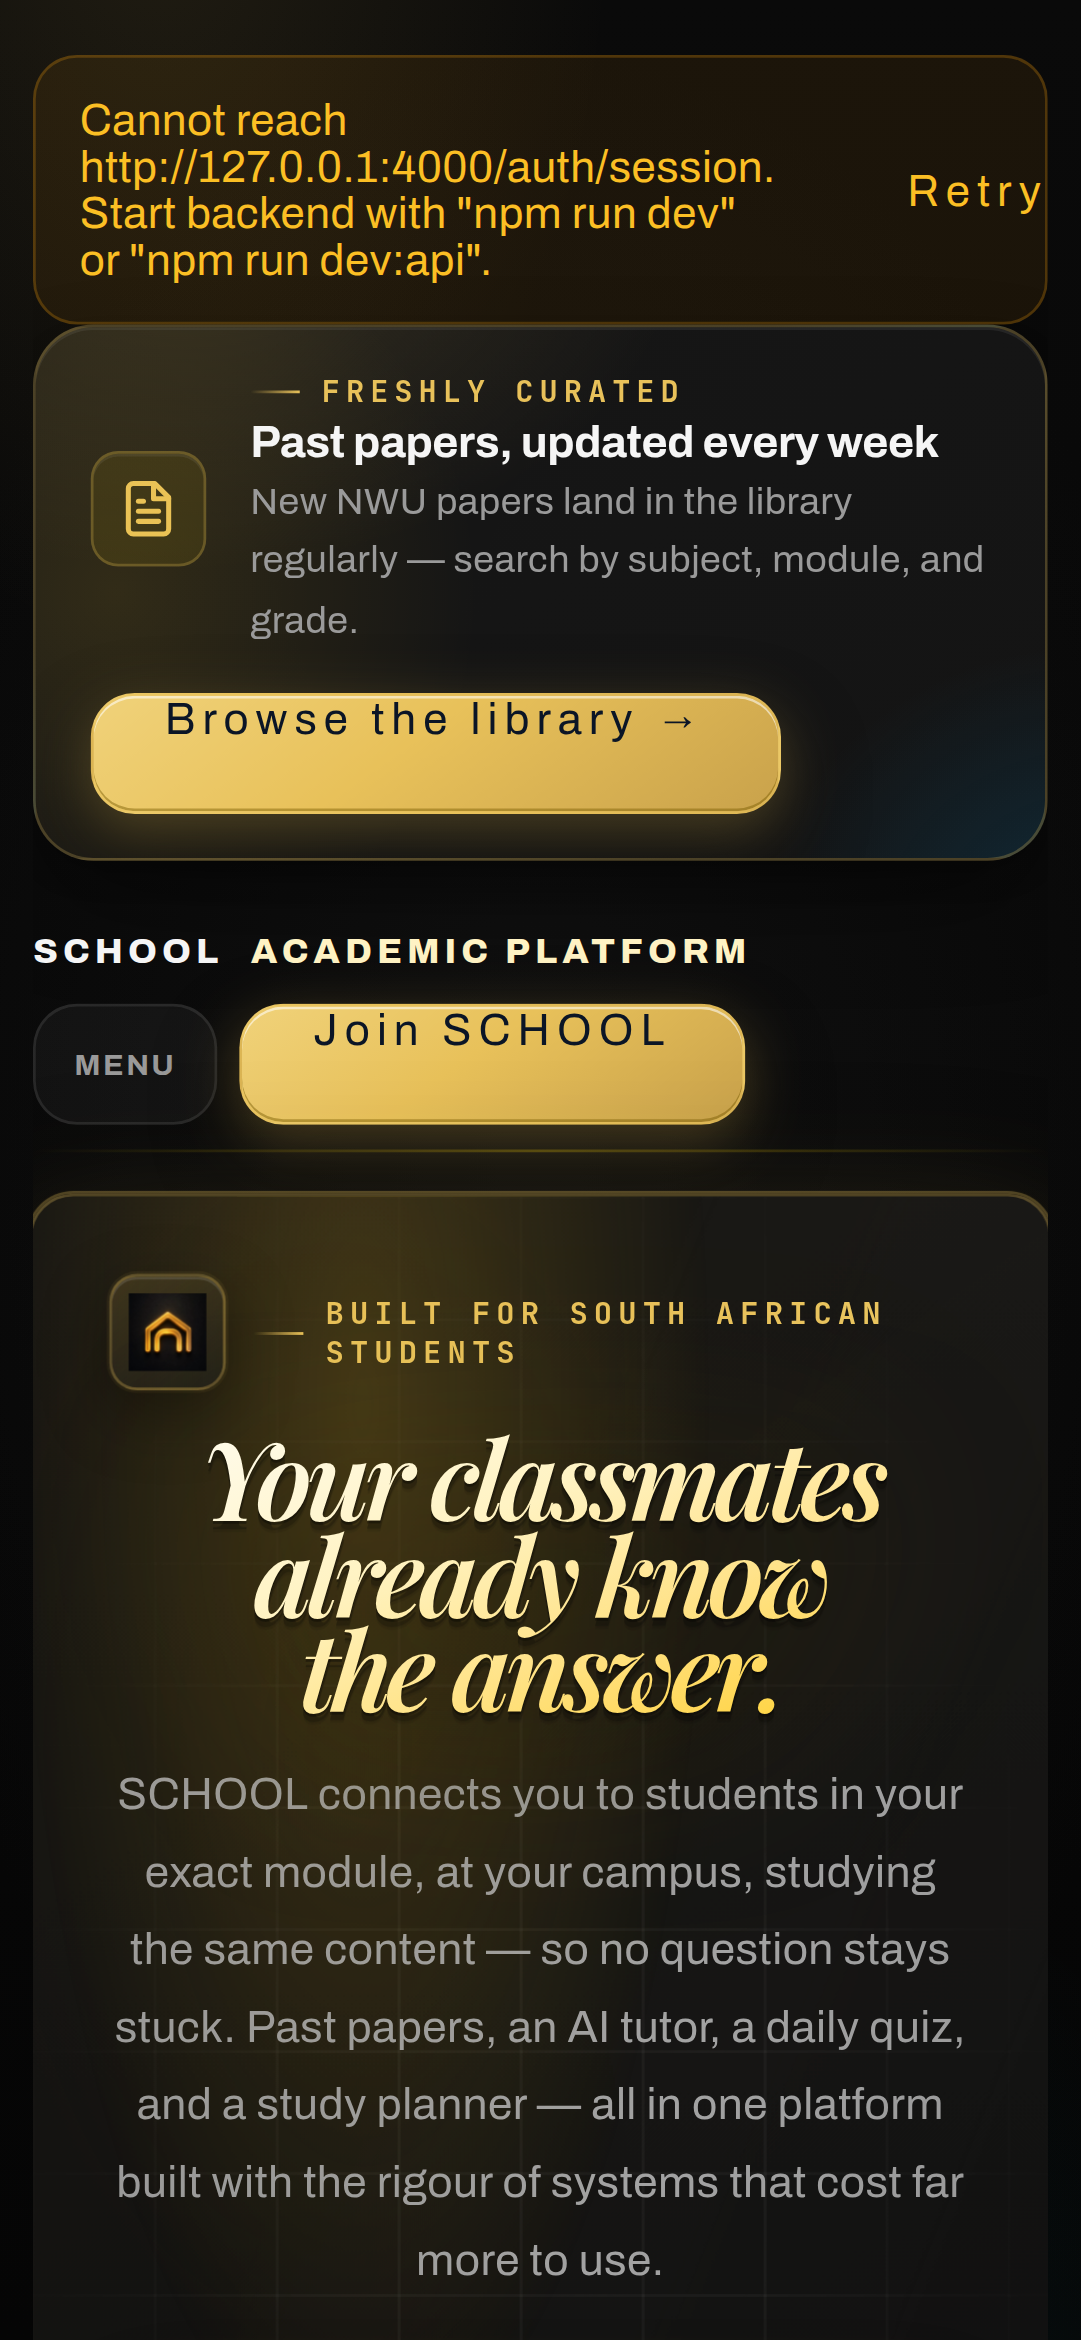 Cannot reach
http://127.0.0.1:4000/auth/session.
Start backend with "npm run dev"
or "npm run dev:api".
Retry
FRESHLY CURATED
Past papers, updated every week
New NWU papers land in the library
regularly — search by subject, module, and
grade.
Browse the library →
SCHOOL ACADEMIC PLATFORM
MENU
Join SCHOOL
BUILT FOR SOUTH AFRICAN
STUDENTS
Your classmates
already know
the answer.
SCHOOL connects you to students in your
exact module, at your campus, studying
the same content — so no question stays
stuck. Past papers, an AI tutor, a daily quiz,
and a study planner — all in one platform
built with the rigour of systems that cost far
more to use.